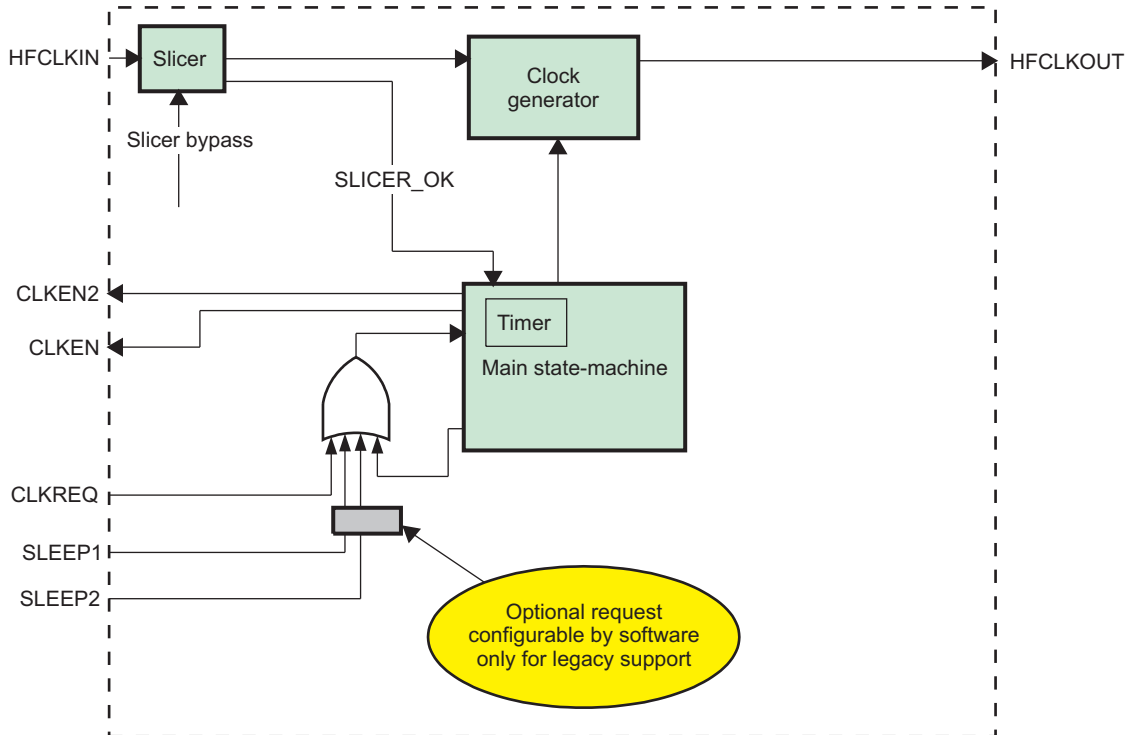 HFCLKIN
Slicer
Clock
generator
HFCLKOUT
Slicer bypass
SLICER_OK
CLKEN2
CLKEN
Timer
Main state-machine
CLKREQ
SLEEP1
SLEEP2
Optional request
configurable by software
only for legacy support